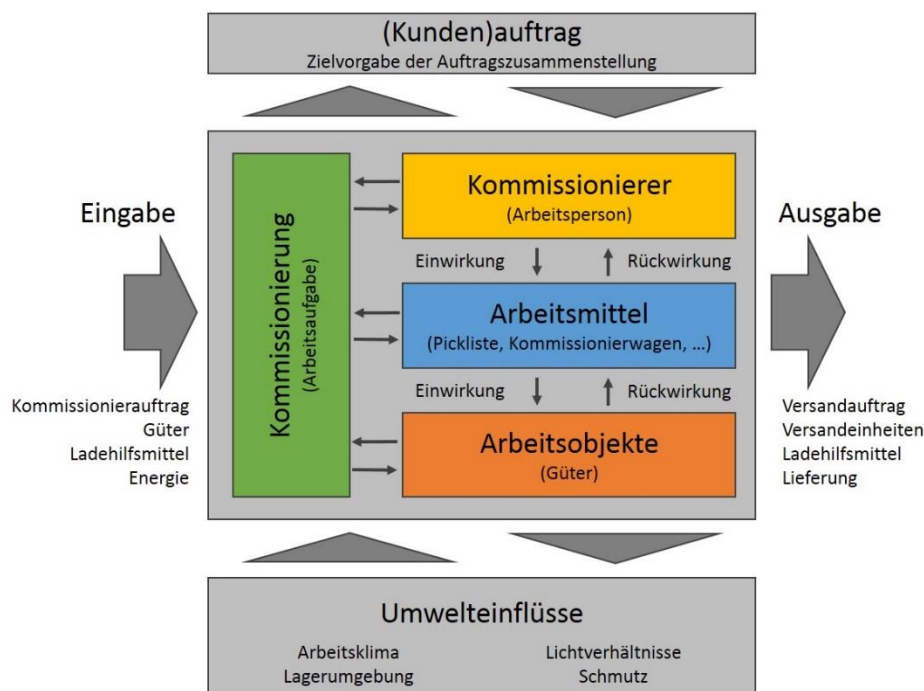 (Kunden)auftrag
Zielvorgabe der Auftragszusammenstellung
Eingabe
Kommissionierauftrag
Güter
Ladehilfsmittel
Energie
Kommissionierung
(Arbeitsaufgabe)
Kommissionierer
(Arbeitsperson)
Einwirkung Rückwirkung
Arbeitsmittel
(Pickliste, Kommissionierwagen, ...)
Einwirkung Rückwirkung
Arbeitsobjekte
(Güter)
Ausgabe
Versandauftrag
Versandeinheiten
Ladehilfsmittel
Lieferung
Umwelteinflüsse
Arbeitsklima Lichtverhältnisse
Lagerumgebung Schmutz